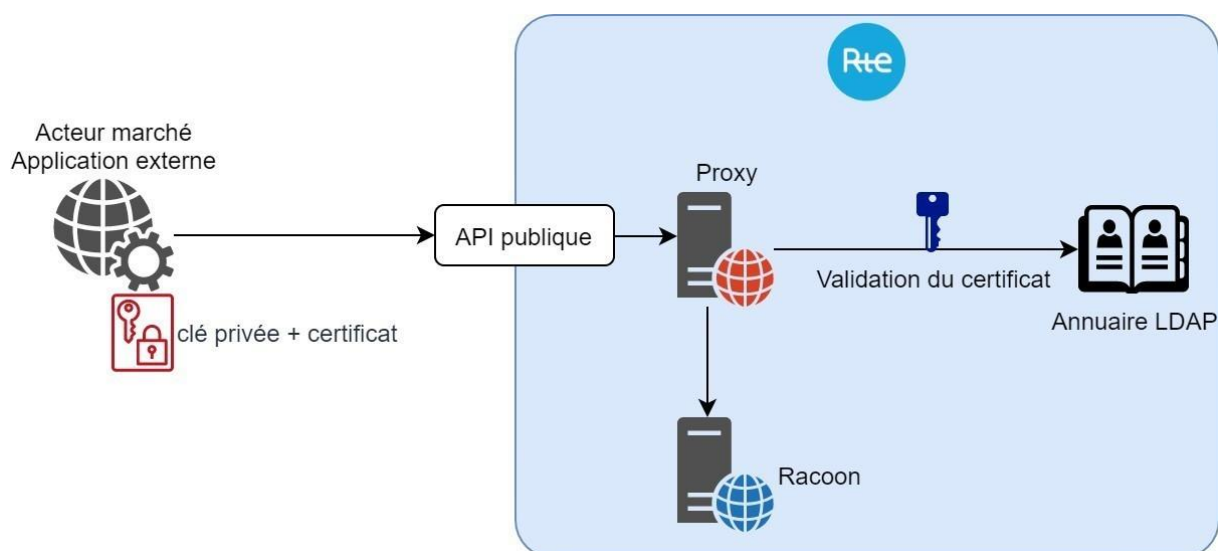 Rte
Acteur marché
Application externe
Proxy
API publique
Validation du certificat
Annuaire LDAP
clé privée + certificat
Racoon